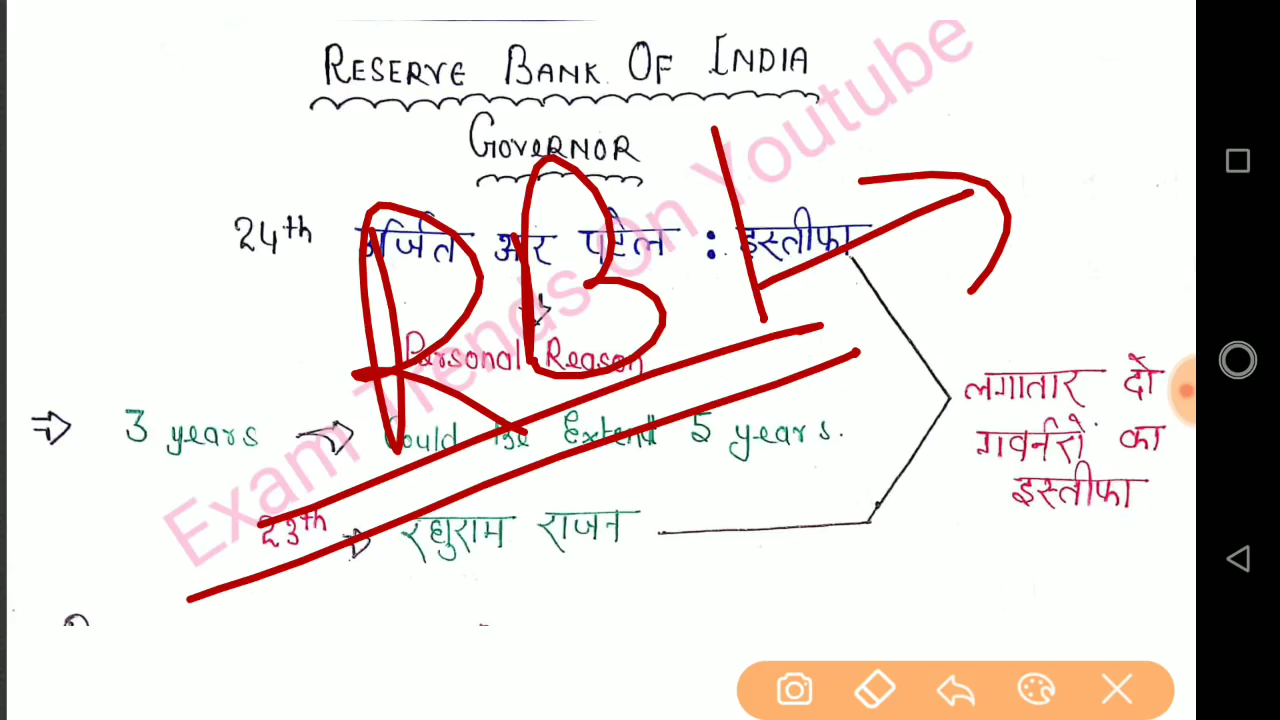 RESERVE BANK OF INDIA
GOVERNOR
24th उर्जित आर पटेल : इस्तीफा
Personal Reason
⇒ 3 years → Could be Extend 5 years.
23th ⇒ रघुराम राजन
लगातार दो
गवर्नरों का
इस्तीफा
RBI
Exam Trends On Youtube